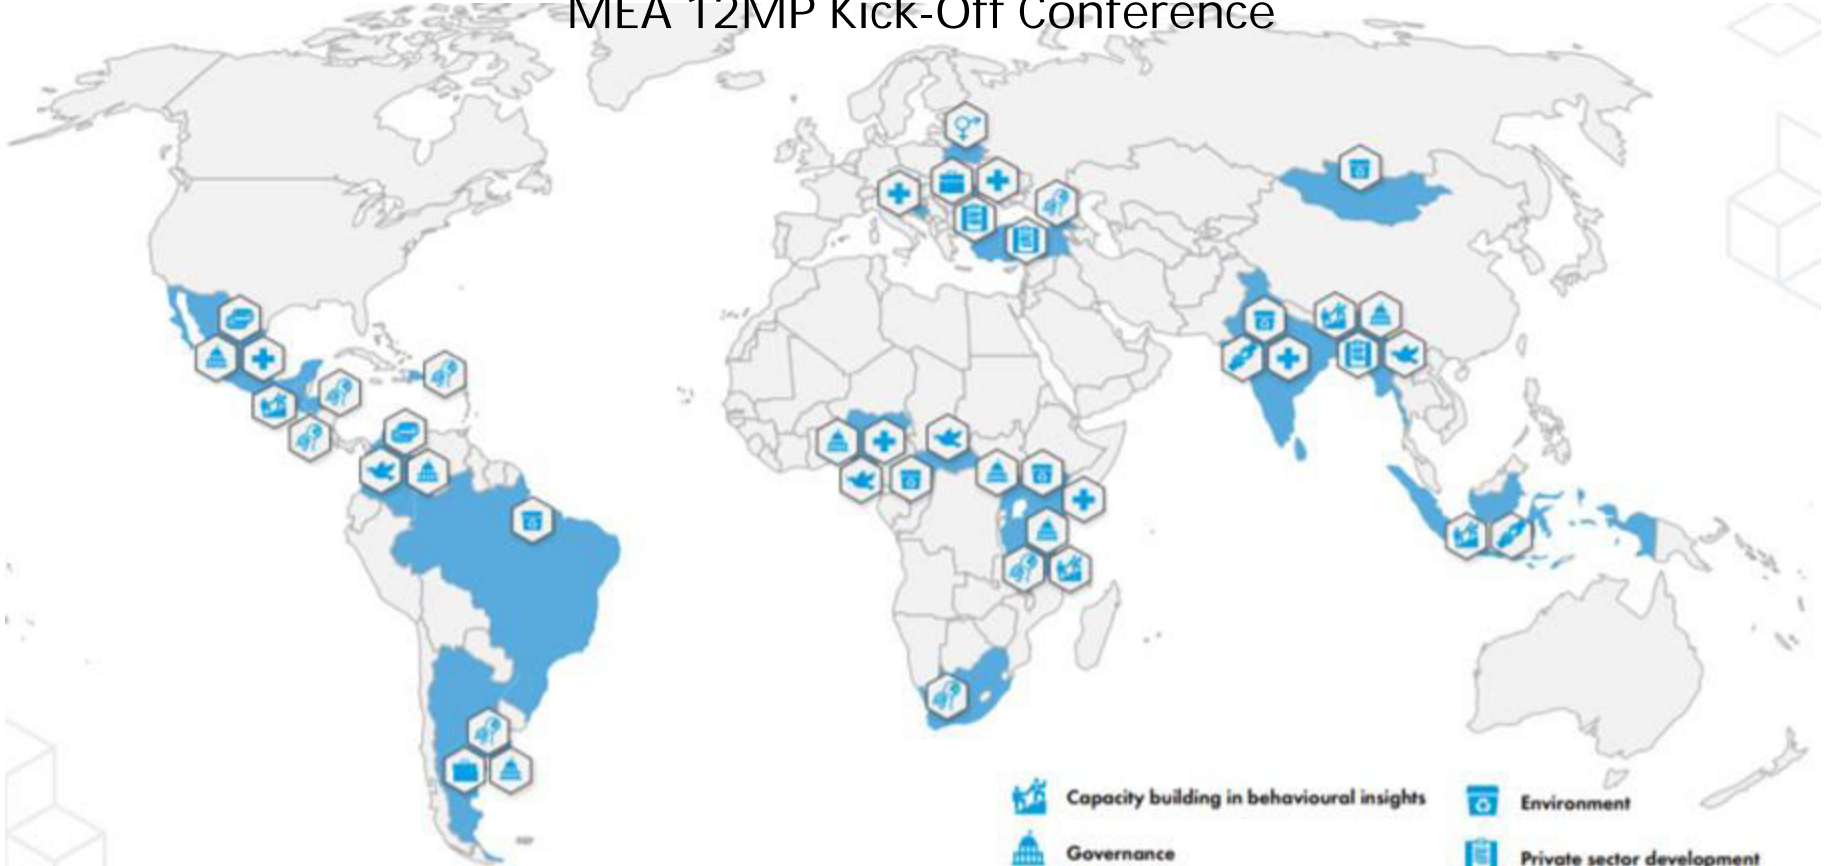 MEA 12MP Kick-Off Conference
Capacity building in behavioural insights
Environment
Governance
Private sector development